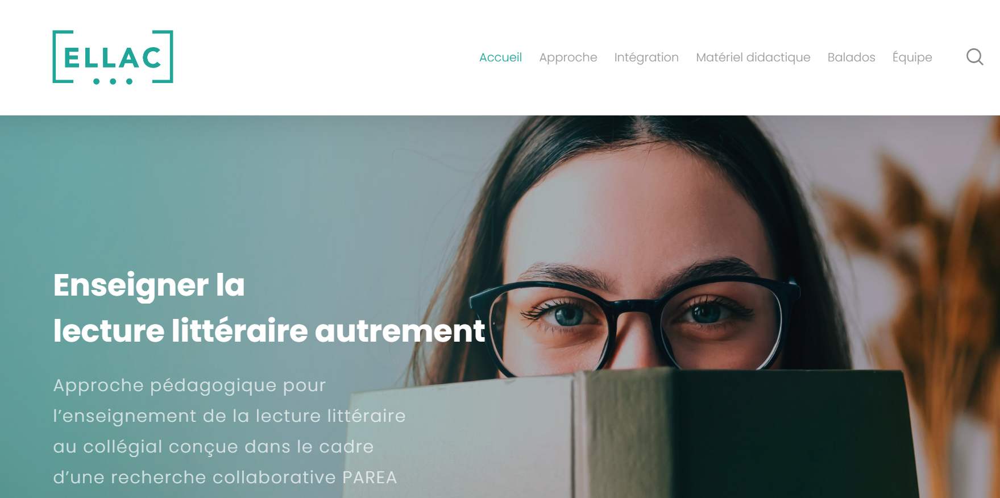 ELLAC
Accueil Approche Intégration Matériel didactique Balados Équipe
Enseigner la
lecture littéraire autrement
Approche pédagogique pour
l’enseignement de la lecture littéraire
au collégial conçue dans le cadre
d’une recherche collaborative PAREA